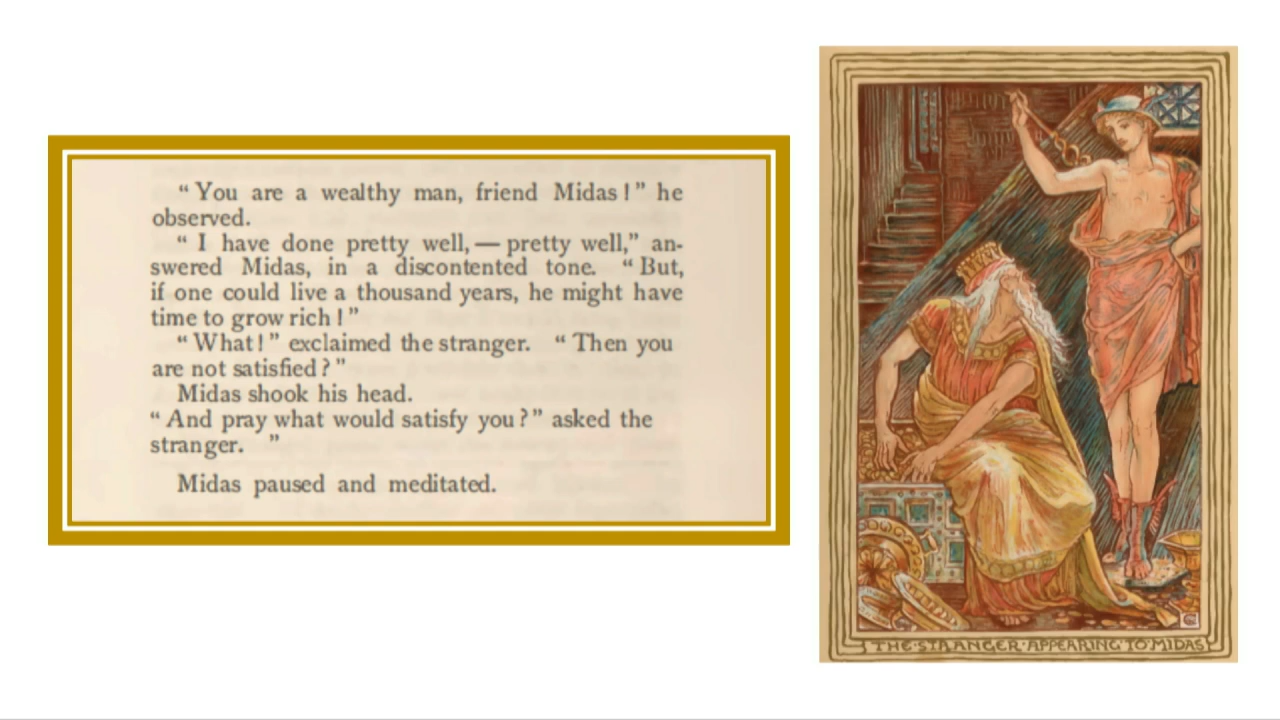 “ You are a wealthy man, friend Midas ! ” he
observed.
“ I have done pretty well, — pretty well,” an-
swered Midas, in a discontented tone. “ But,
if one could live a thousand years, he might have
time to grow rich ! ”
“ What ! ” exclaimed the stranger. “ Then you
are not satisfied ? ”
Midas shook his head.
“ And pray what would satisfy you ? ” asked the
stranger. ”
Midas paused and meditated.
THE·STRANGER·APPEARING·TO·MIDAS